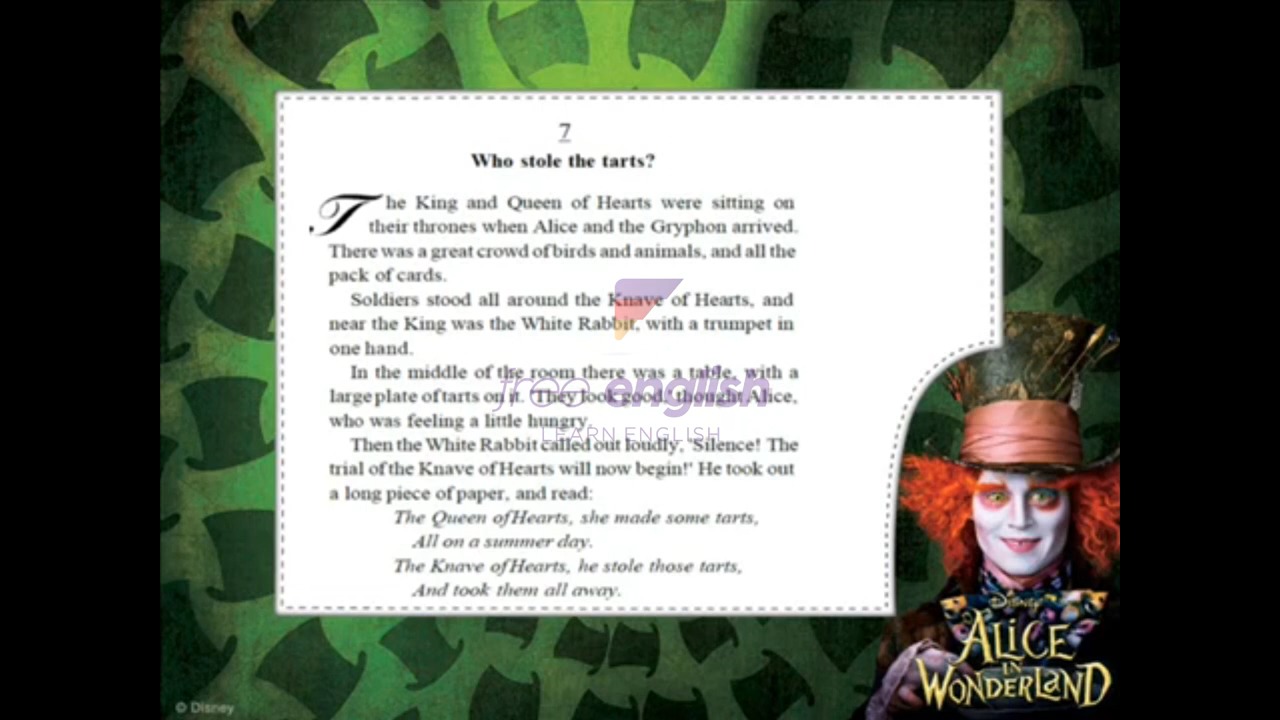 7
Who stole the tarts?
The King and Queen of Hearts were sitting on
their thrones when Alice and the Gryphon arrived.
There was a great crowd of birds and animals, and all the
pack of cards.
Soldiers stood all around the Knave of Hearts, and
near the King was the White Rabbit, with a trumpet in
one hand.
In the middle of the room there was a table, with a
large plate of tarts on it. 'They look good,' thought Alice,
who was feeling a little hungry.
Then the White Rabbit called out loudly, 'Silence! The
trial of the Knave of Hearts will now begin!' He took out
a long piece of paper, and read:
The Queen of Hearts, she made some tarts,
All on a summer day.
The Knave of Hearts, he stole those tarts,
And took them all away.
free english
LEARN ENGLISH
DISNEY
ALICE
IN
WONDERLAND
© Disney